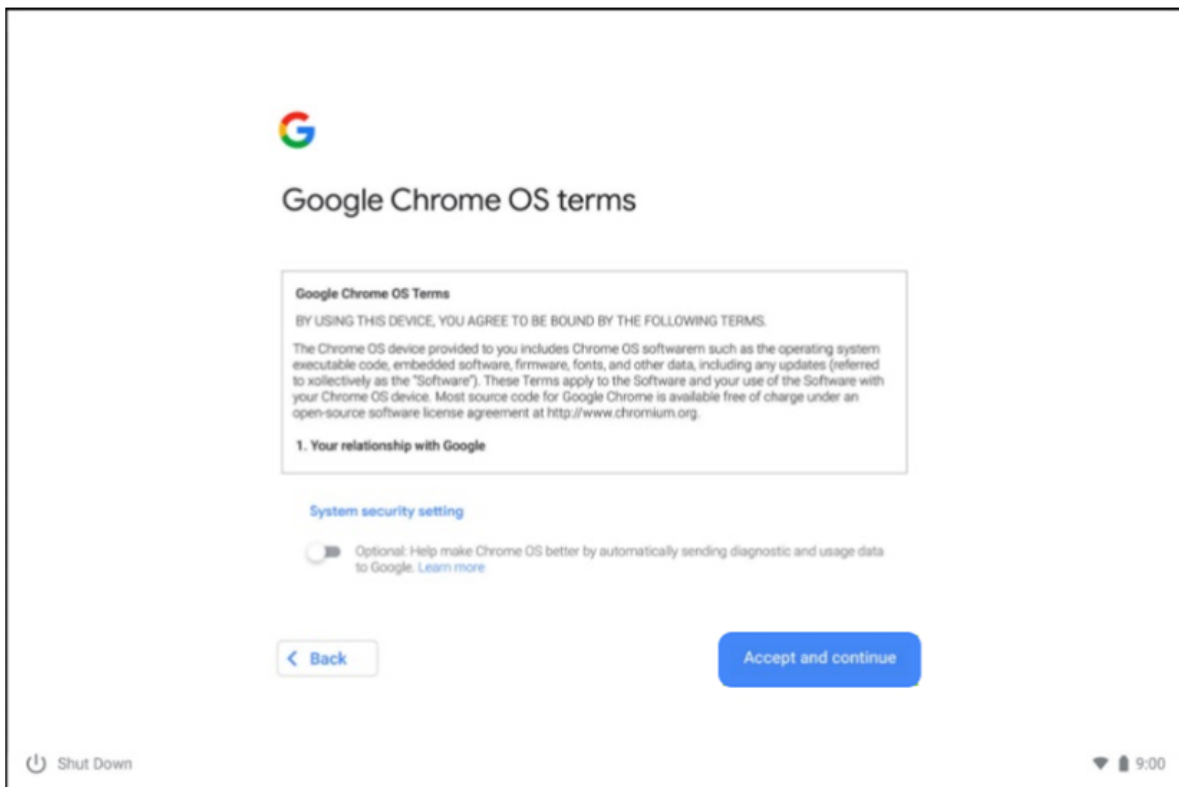 Google Chrome OS terms
Google Chrome OS Terms
BY USING THIS DEVICE, YOU AGREE TO BE BOUND BY THE FOLLOWING TERMS.
The Chrome OS device provided to you includes Chrome OS softwarem such as the operating system
executable code, embedded software, firmware, fonts, and other data, including any updates (referred
to xollectively as the "Software"). These Terms apply to the Software and your use of the Software with
your Chrome OS device. Most source code for Google Chrome is available free of charge under an
open-source software license agreement at http://www.chromium.org.
1. Your relationship with Google
System security setting
Optional: Help make Chrome OS better by automatically sending diagnostic and usage data
to Google. Learn more
Back
Accept and continue
Shut Down
9:00